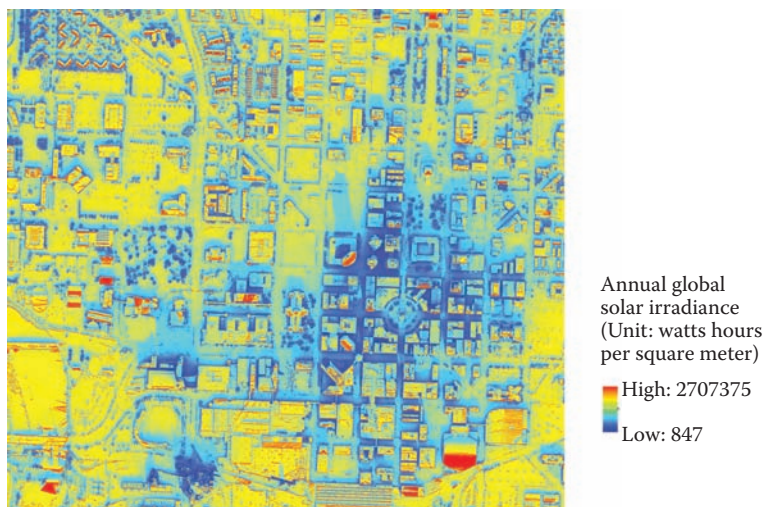 Annual global
solar irradiance
(Unit: watts hours
per square meter)
High: 2707375
Low: 847